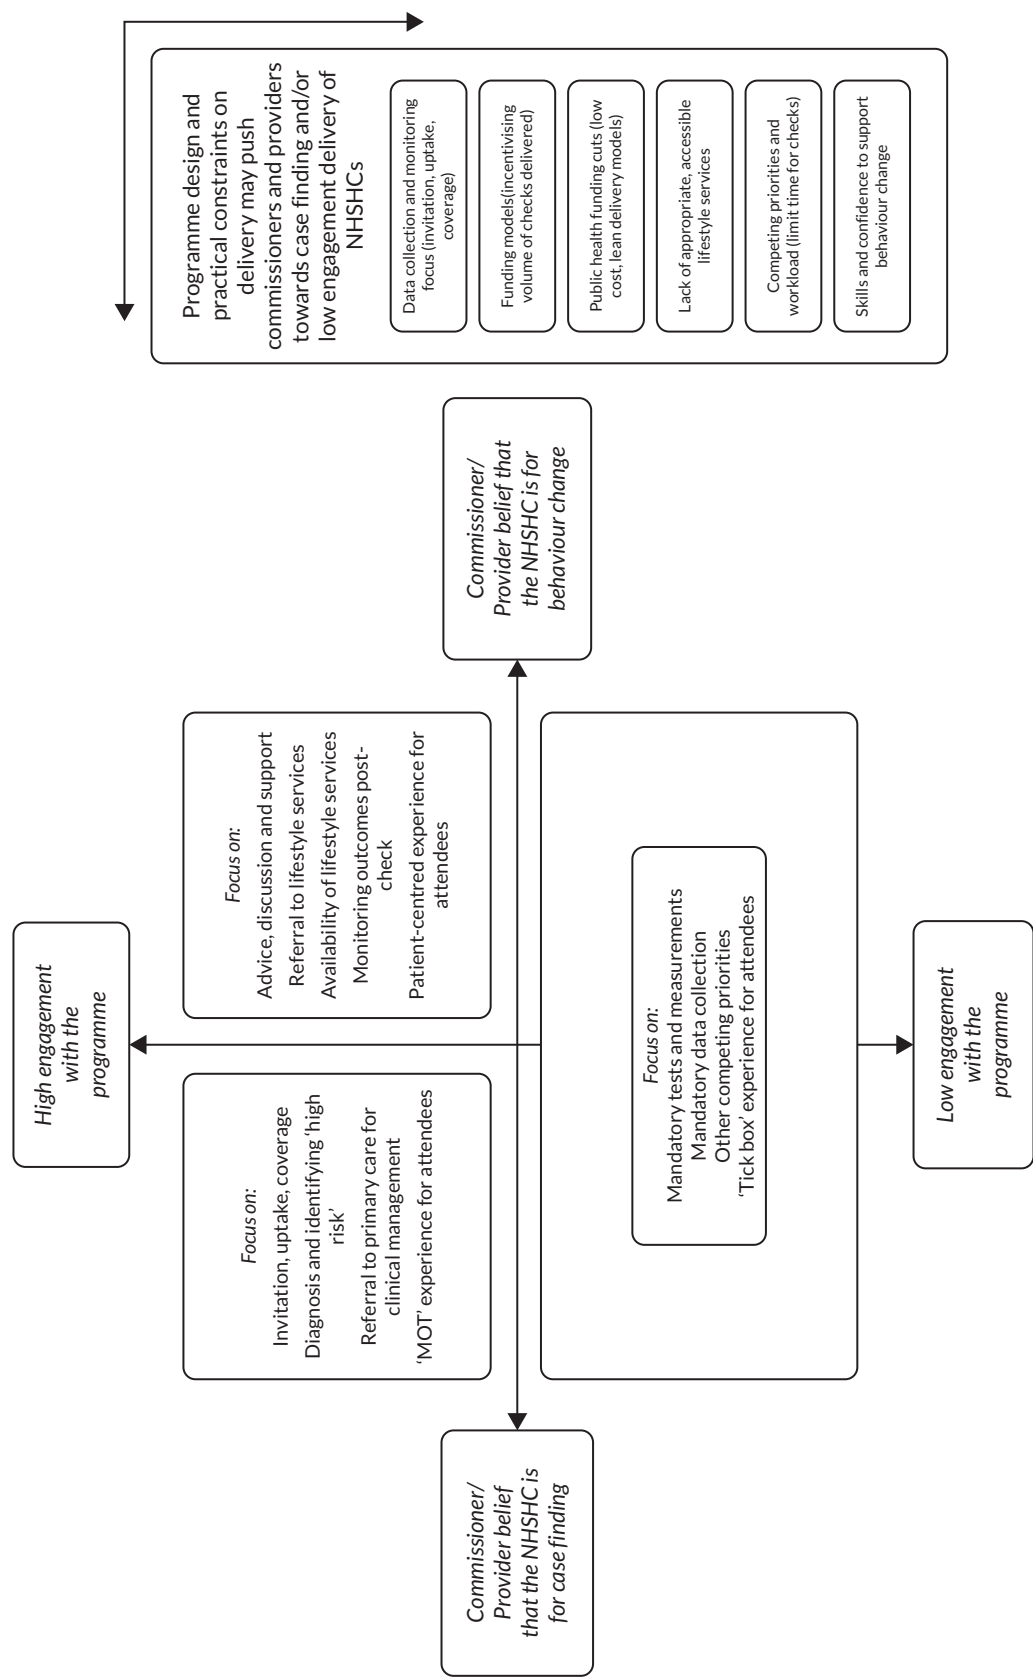 High engagement
with the
programme
Focus on:
Invitation, uptake, coverage
Diagnosis and identifying ‘high
risk’
Referral to primary care for
clinical management
‘MOT’ experience for attendees
Focus on:
Advice, discussion and support
Referral to lifestyle services
Availability of lifestyle services
Monitoring outcomes post-
check
Patient-centred experience for
attendees
Commissioner/
Provider belief
that the NHSHC is
for case finding
Commissioner/
Provider belief that
the NHSHC is for
behaviour change
Focus on:
Mandatory tests and measurements
Mandatory data collection
Other competing priorities
‘Tick box’ experience for attendees
Low engagement
with the
programme
Programme design and
practical constraints on
delivery may push
commissioners and providers
towards case finding and/or
low engagement delivery of
NHSHCs
Data collection and monitoring
focus (invitation, uptake,
coverage)
Funding models(incentivising
volume of checks delivered)
Public health funding cuts (low
cost, lean delivery models)
Lack of appropriate, accessible
lifestyle services
Competing priorities and
workload (limit time for checks)
Skills and confidence to support
behaviour change